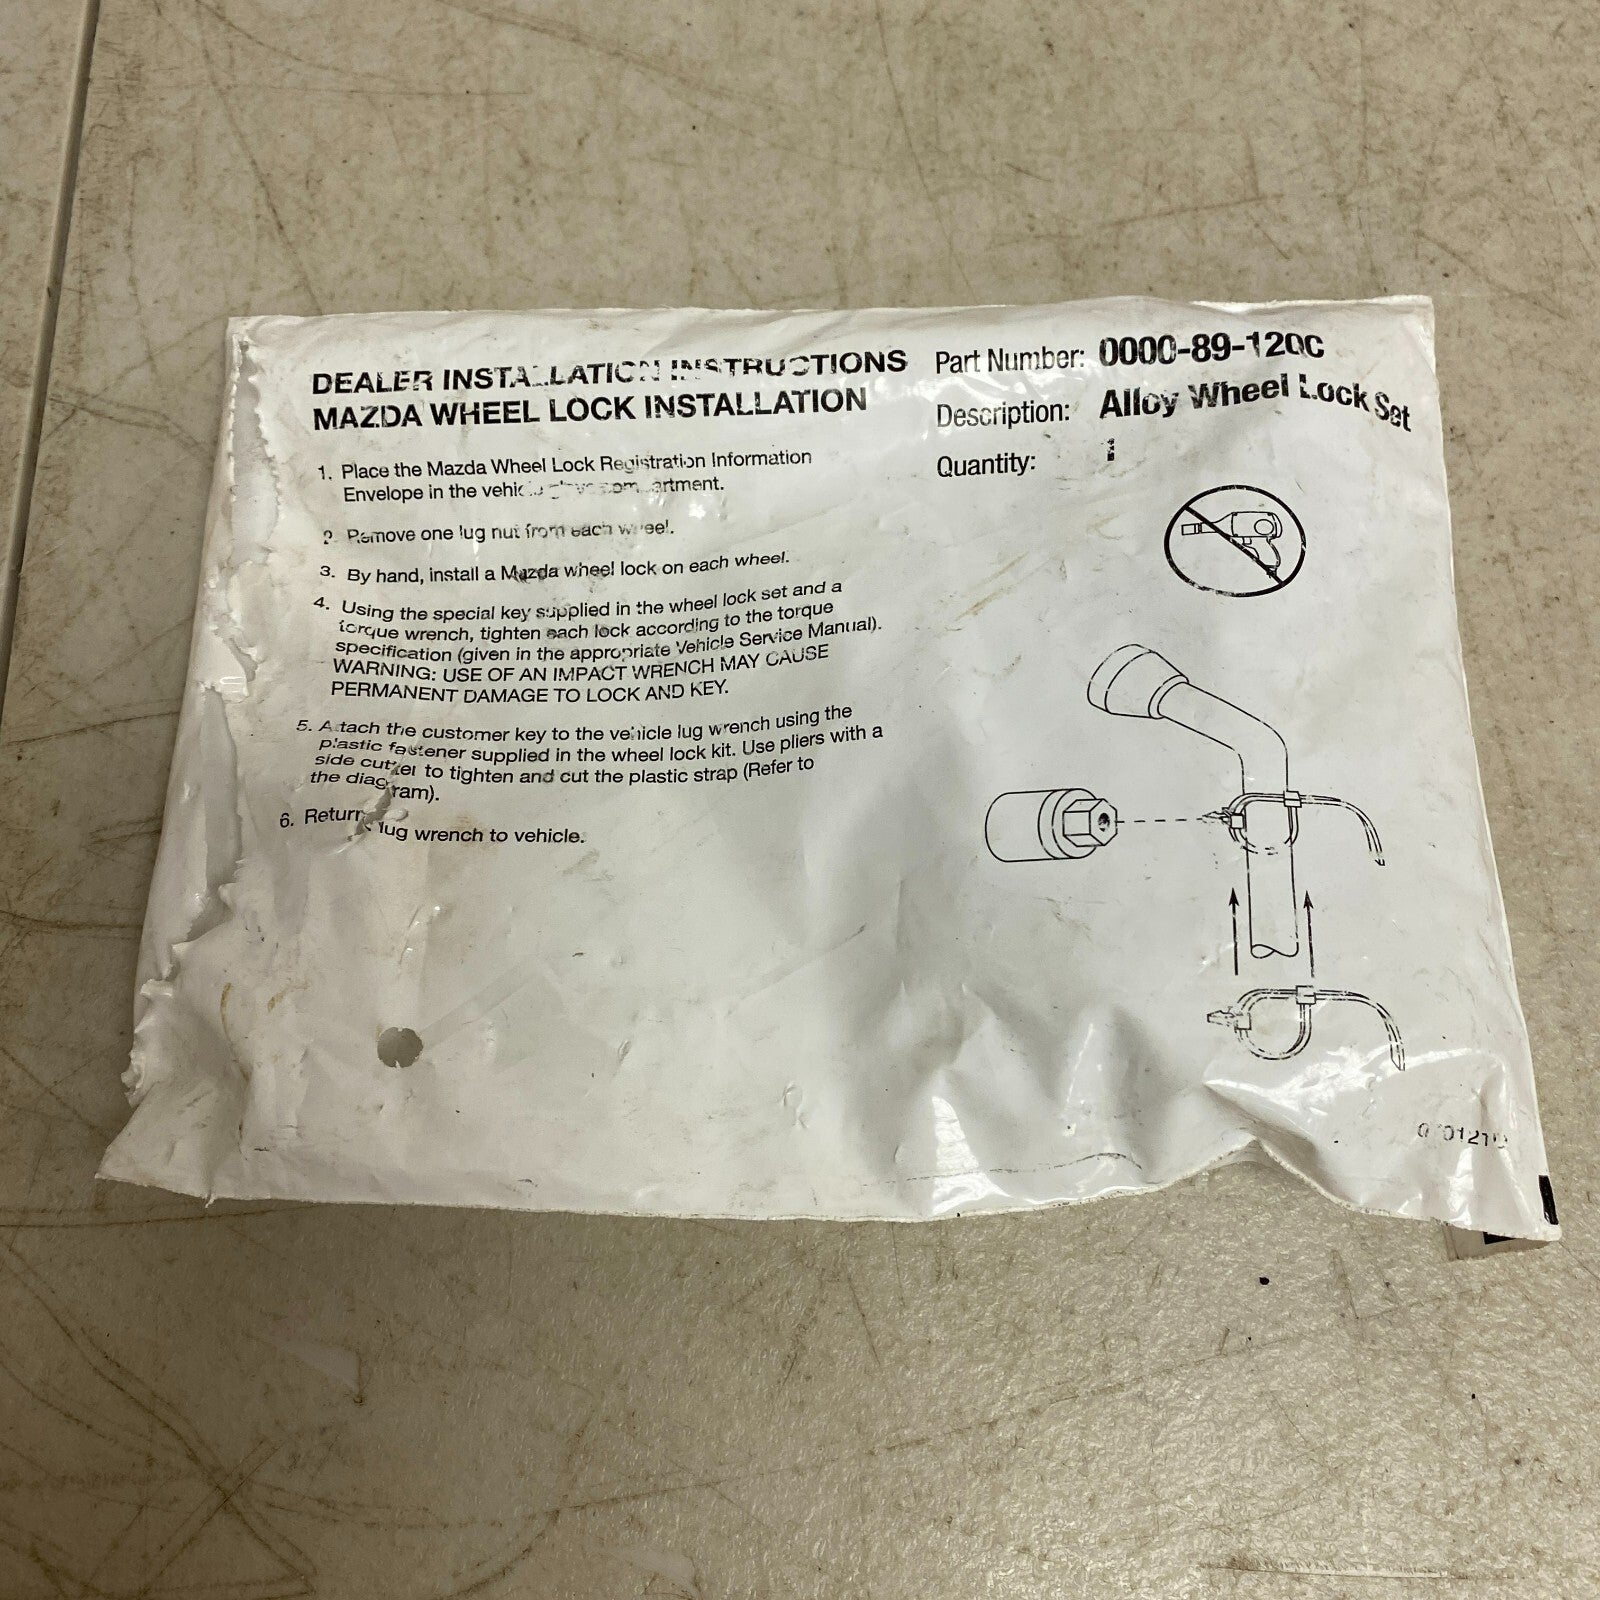 DEALER INSTALLATION INSTRUCTIONS
MAZDA WHEEL LOCK INSTALLATION
1. Place the Mazda Wheel Lock Registration Information
Envelope in the vehicle glove compartment.
2. Remove one lug nut from each wheel.
3. By hand, install a Mazda wheel lock on each wheel.
4. Using the special key supplied in the wheel lock set and a
torque wrench, tighten each lock according to the torque
specification (given in the appropriate Vehicle Service Manual).
WARNING: USE OF AN IMPACT WRENCH MAY CAUSE
PERMANENT DAMAGE TO LOCK AND KEY.
5. Attach the customer key to the vehicle lug wrench using the
plastic fastener supplied in the wheel lock kit. Use pliers with a
side cutter to tighten and cut the plastic strap (Refer to
the diagram).
6. Return lug wrench to vehicle.
Part Number: 0000-89-120C
Description: Alloy Wheel Lock Set
Quantity: 1